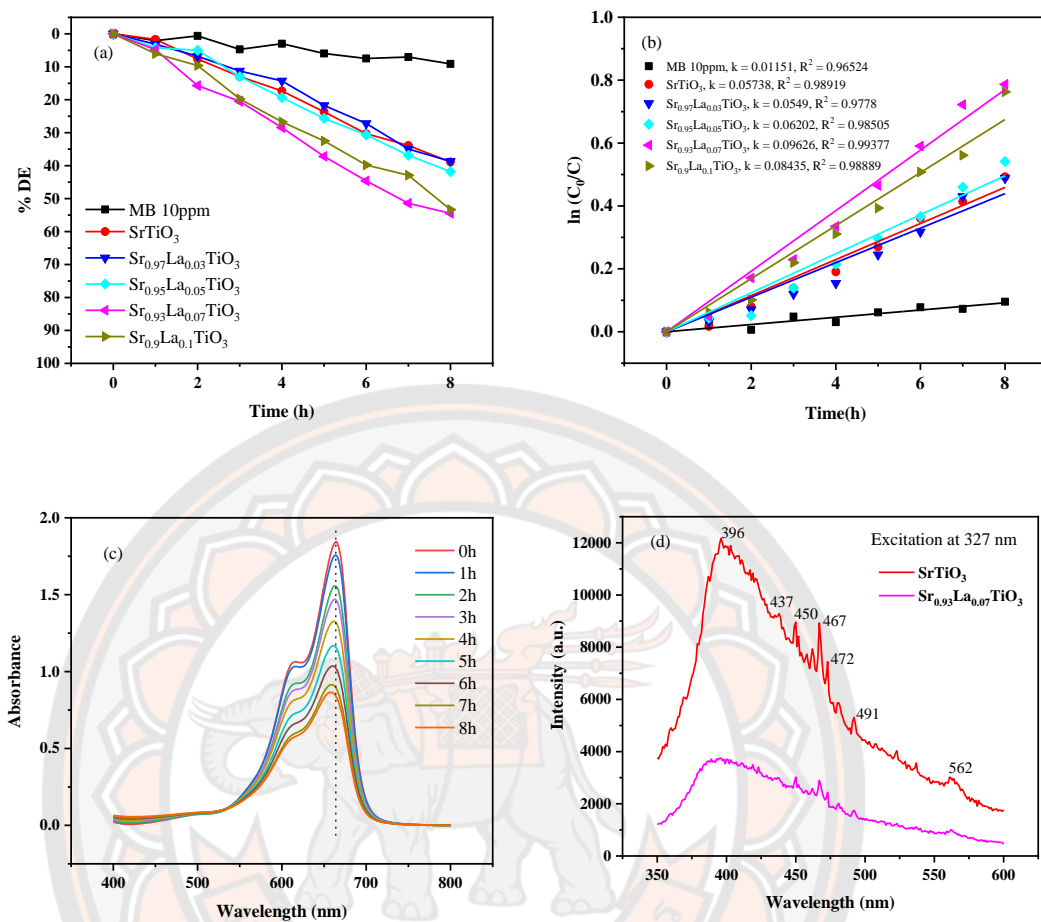 (a)
0
10
20
30
40
50
60
70
80
90
100
% DE
MB 10ppm
SrTiO₃
Sr₀.₉₇La₀.₀₃TiO₃
Sr₀.₉₅La₀.₀₅TiO₃
Sr₀.₉₃La₀.₀₇TiO₃
Sr₀.₉La₀.₁TiO₃
0 2 4 6 8
Time (h)
(b)
MB 10ppm, k = 0.01151, R² = 0.96524
SrTiO₃, k = 0.05738, R² = 0.98919
Sr₀.₉₇La₀.₀₃TiO₃, k = 0.0549, R² = 0.9778
Sr₀.₉₅La₀.₀₅TiO₃, k = 0.06202, R² = 0.98505
Sr₀.₉₃La₀.₀₇TiO₃, k = 0.09626, R² = 0.99377
Sr₀.₉La₀.₁TiO₃, k = 0.08435, R² = 0.98889
1.0
0.8
0.6
0.4
0.2
0.0
ln (C₀/C)
0 2 4 6 8
Time(h)
(c)
2.0
1.5
1.0
0.5
0.0
Absorbance
0h
1h
2h
3h
4h
5h
6h
7h
8h
400 500 600 700 800
Wavelength (nm)
(d)
Excitation at 327 nm
SrTiO₃
Sr₀.₉₃La₀.₀₇TiO₃
396
437
450
467
472
491
562
12000
10000
8000
6000
4000
2000
0
Intensity (a.u.)
350 400 450 500 550 600
Wavelength (nm)